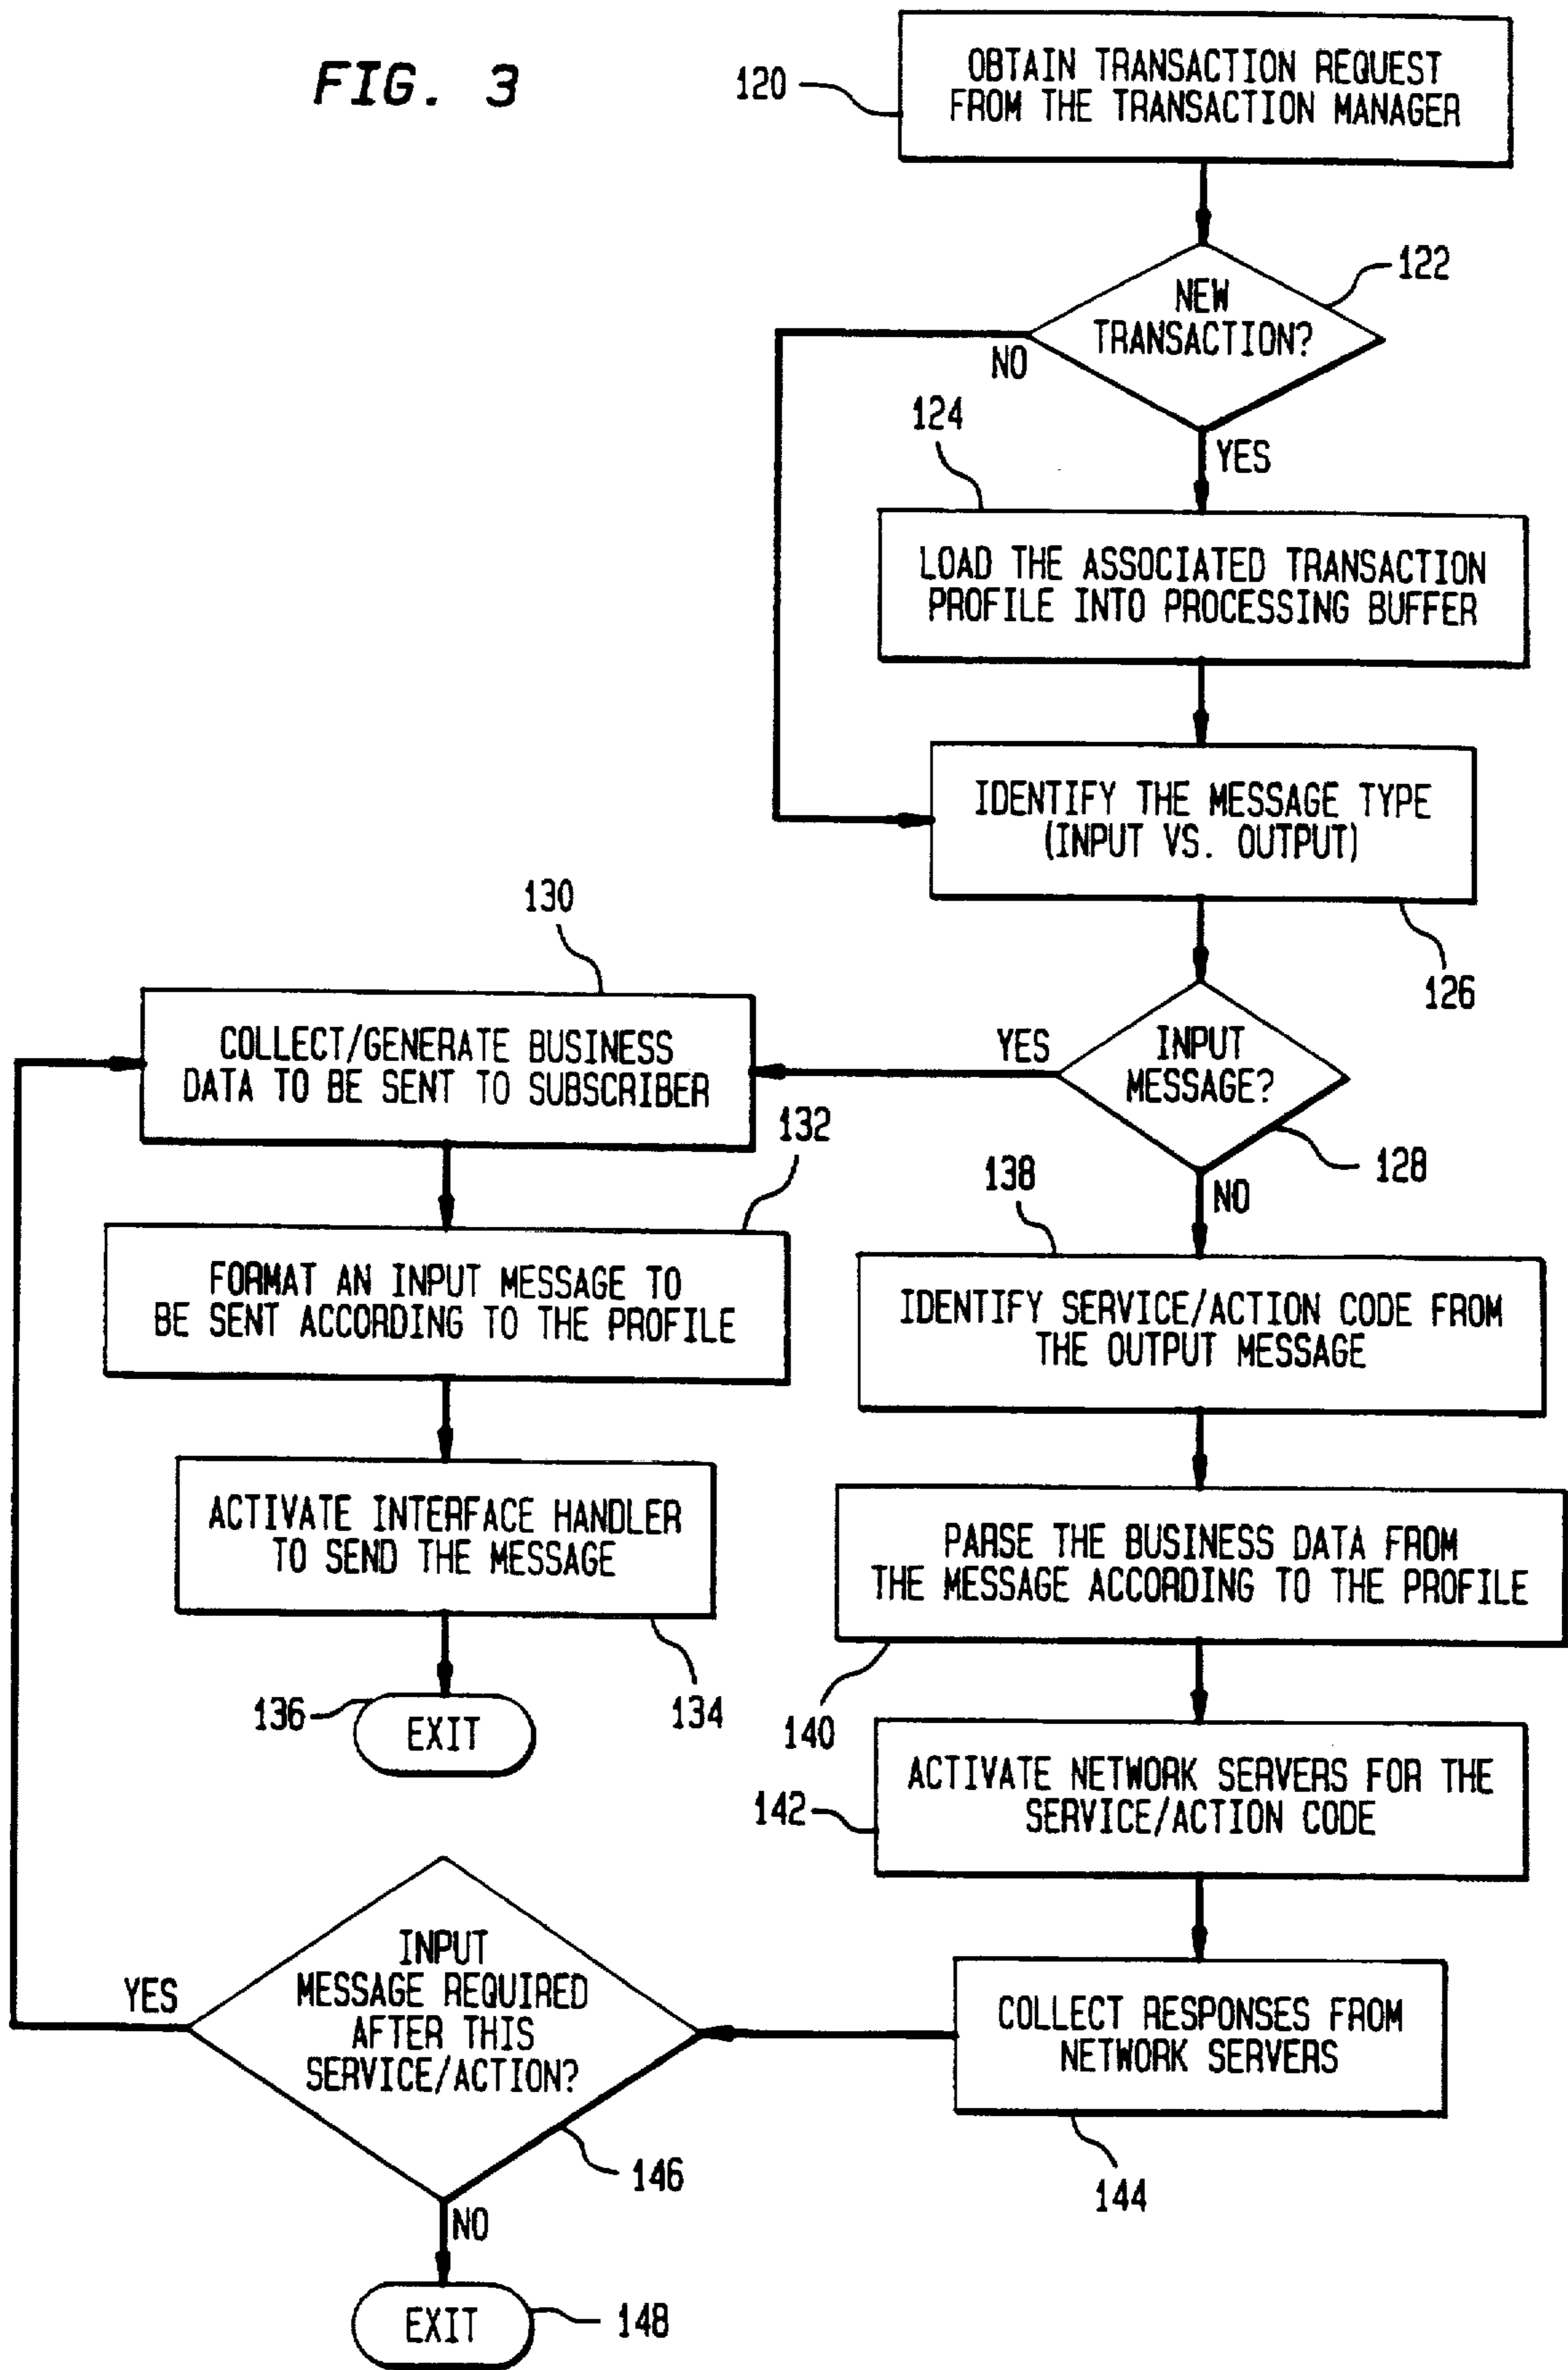 FIG. 3
120
OBTAIN TRANSACTION REQUEST
FROM THE TRANSACTION MANAGER
122
NEW
TRANSACTION?
NO
YES
124
LOAD THE ASSOCIATED TRANSACTION
PROFILE INTO PROCESSING BUFFER
IDENTIFY THE MESSAGE TYPE
(INPUT VS. OUTPUT)
126
INPUT
MESSAGE?
128
YES
NO
130
COLLECT/GENERATE BUSINESS
DATA TO BE SENT TO SUBSCRIBER
132
FORMAT AN INPUT MESSAGE TO
BE SENT ACCORDING TO THE PROFILE
ACTIVATE INTERFACE HANDLER
TO SEND THE MESSAGE
134
136
EXIT
138
IDENTIFY SERVICE/ACTION CODE FROM
THE OUTPUT MESSAGE
PARSE THE BUSINESS DATA FROM
THE MESSAGE ACCORDING TO THE PROFILE
140
ACTIVATE NETWORK SERVERS FOR THE
SERVICE/ACTION CODE
142
COLLECT RESPONSES FROM
NETWORK SERVERS
144
INPUT
MESSAGE REQUIRED
AFTER THIS
SERVICE/ACTION?
YES
146
NO
EXIT
148